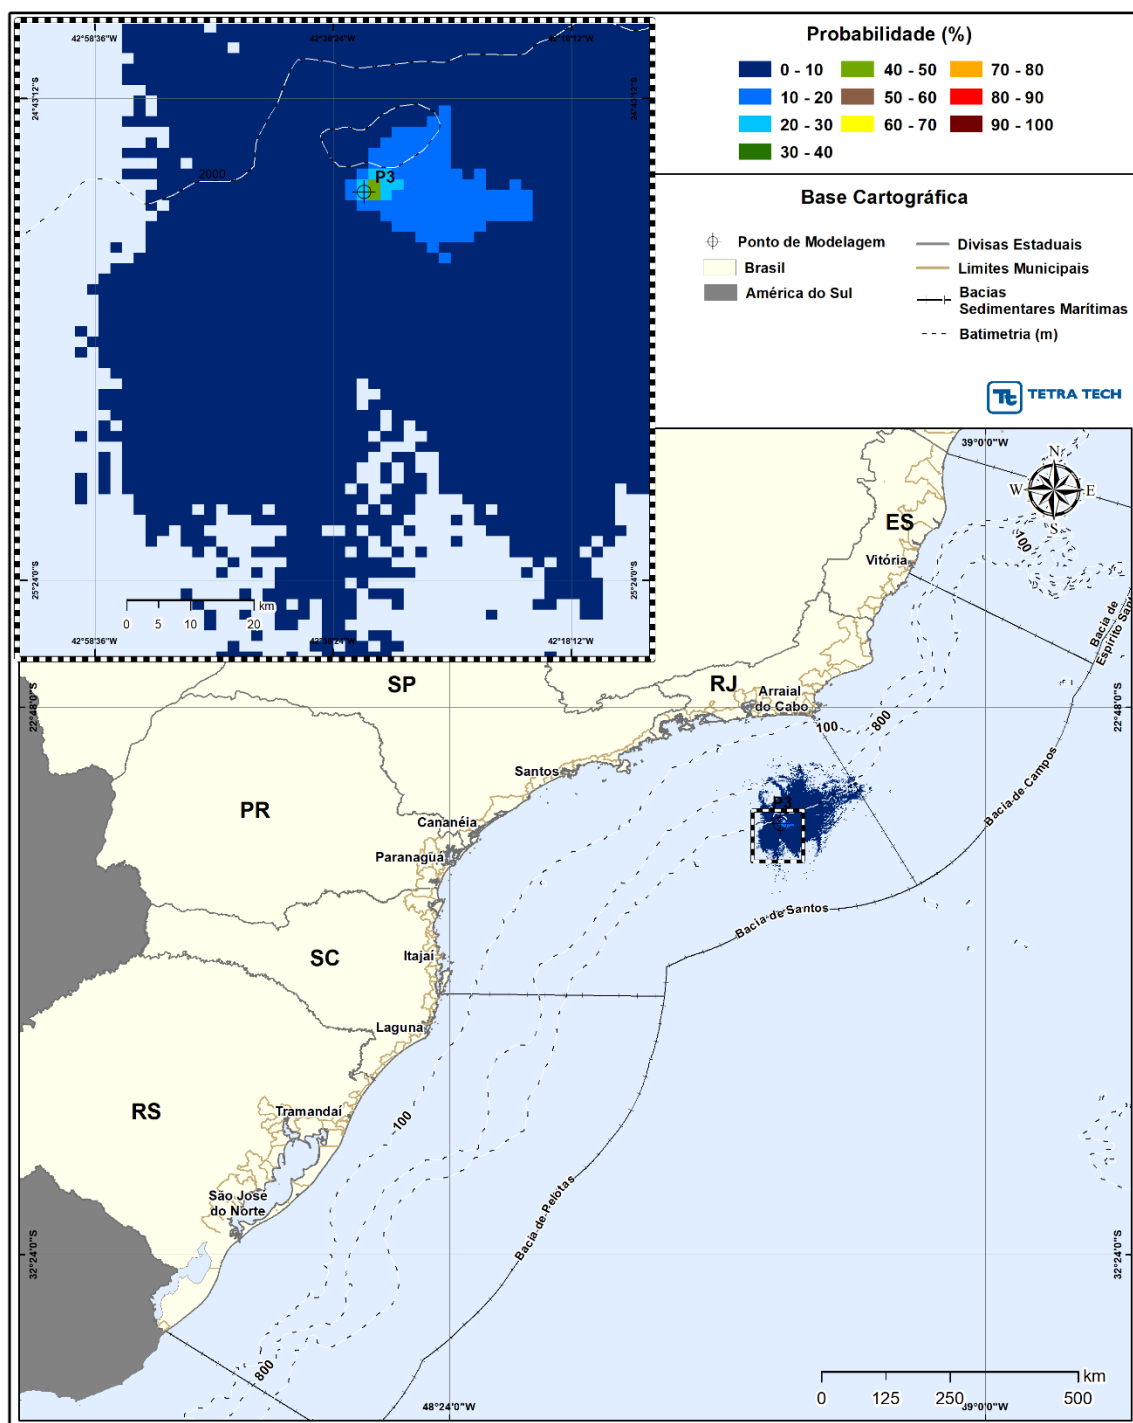 42°58'36"W
42°38'24"W
42°18'12"W
24°43'12"S
24°43'12"S
2000
P3
25°24'0"S
25°24'0"S
km
0 5 10 20
42°58'36"W
42°38'24"W
42°18'12"W
Probabilidade (%)
0 - 10
40 - 50
70 - 80
10 - 20
50 - 60
80 - 90
20 - 30
60 - 70
90 - 100
30 - 40
Base Cartográfica
Ponto de Modelagem
Divisas Estaduais
Brasil
Limites Municipais
América do Sul
Bacias
Sedimentares Marítimas
Batimetria (m)
Tt
TETRA TECH
39°0'0"W
N
W
E
S
ES
100
Vitória
Bacia de
SP
RJ
Arraial
do Cabo
22°48'0"S
22°48'0"S
100
800
Santos
Bacia de Campos
P3
PR
Cananéia
Paranaguá
Bacia de Santos
SC
Itajaí
Laguna
RS
Tramandaí
100
São José
do Norte
Bacia de Pelotas
32°24'0"S
32°24'0"S
800
km
0 125 250 500
48°24'0"W
39°0'0"W